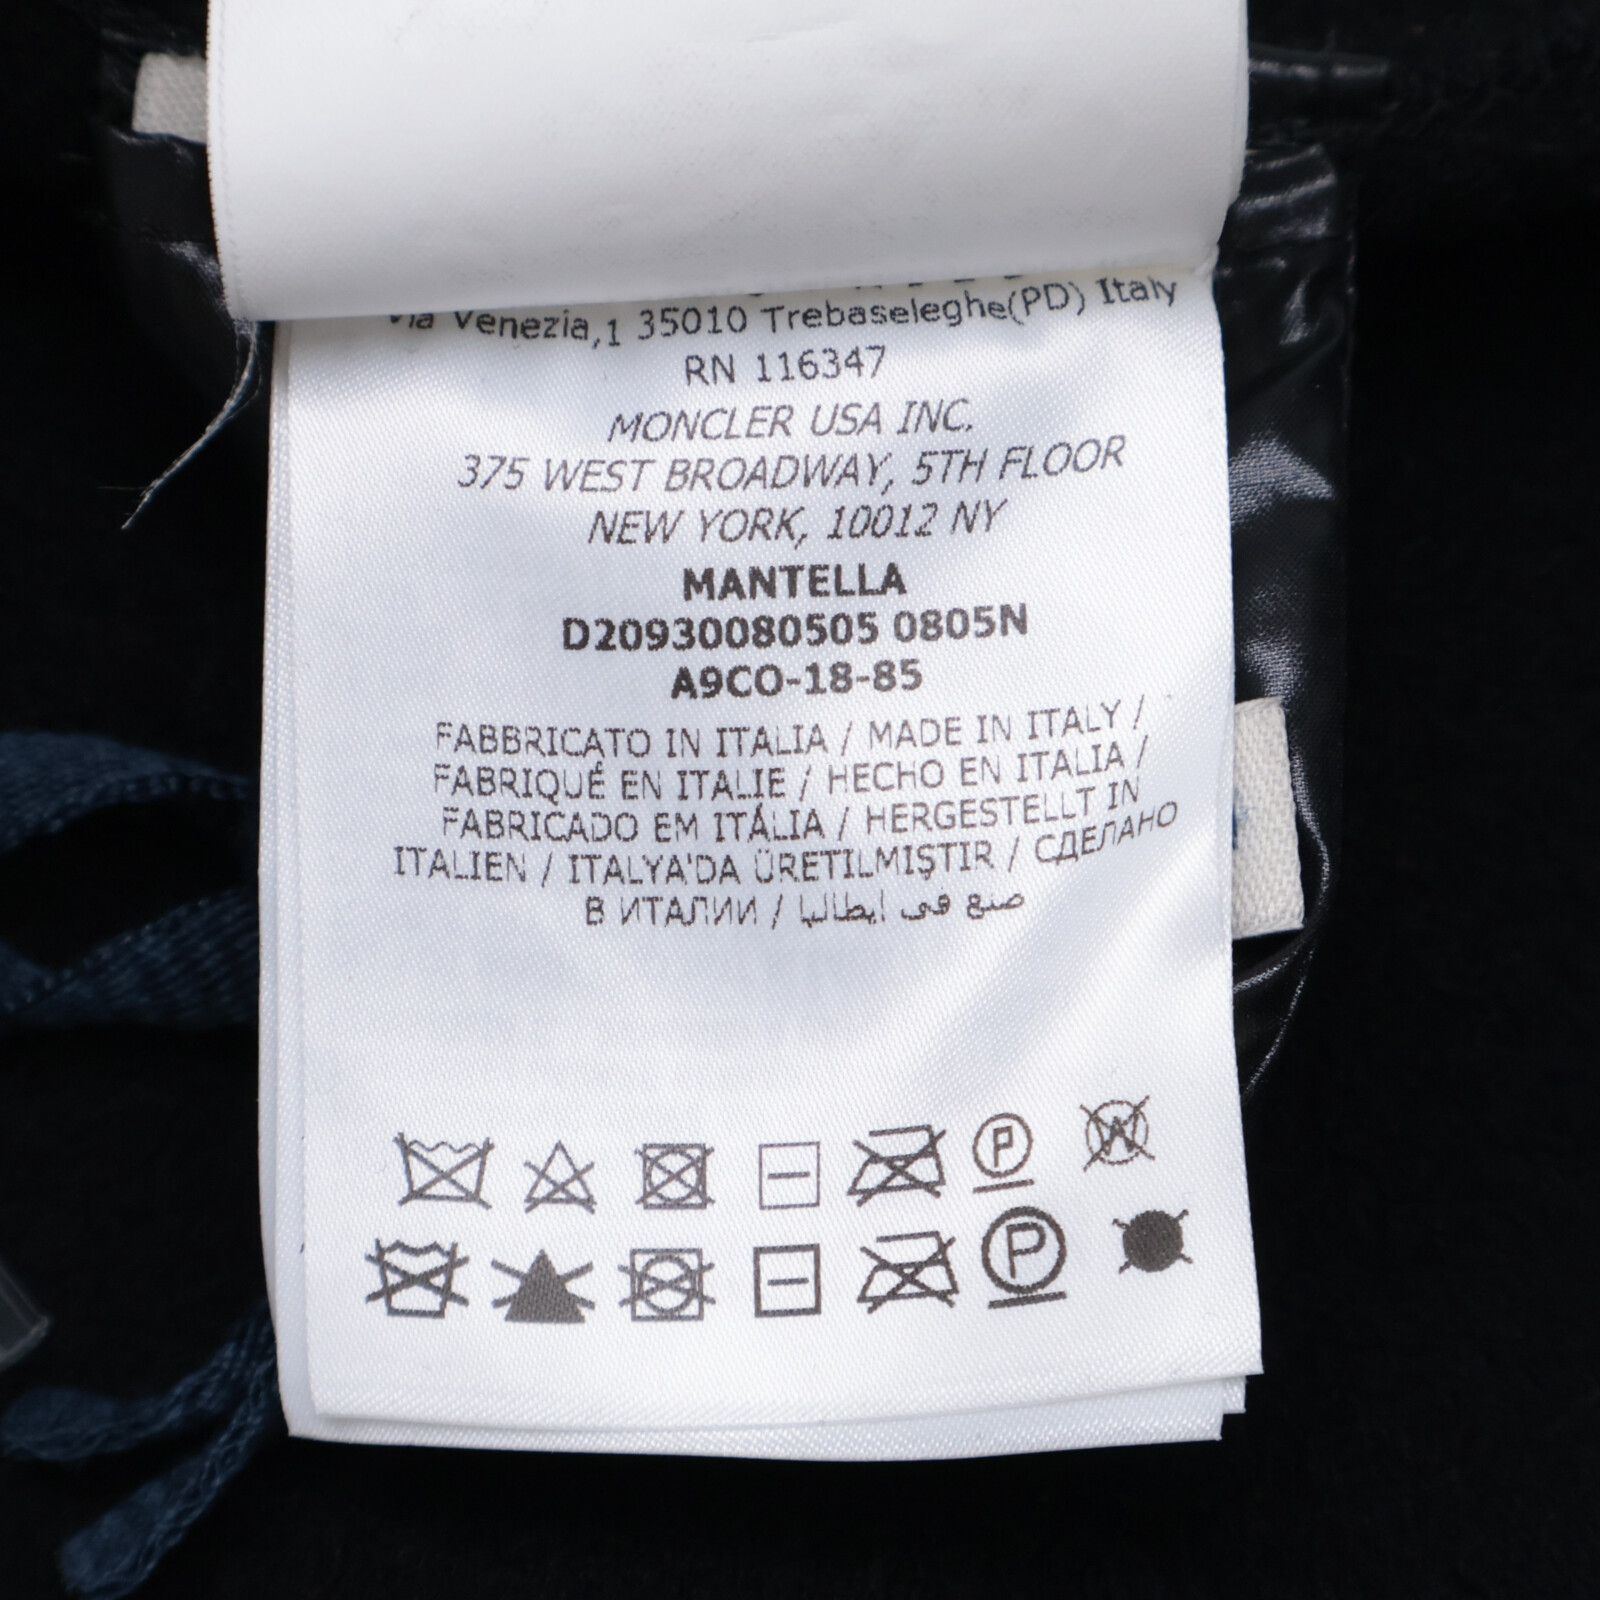 Via Venezia,1 35010 Trebaseleghe(PD) Italy
RN 116347
MONCLER USA INC.
375 WEST BROADWAY, 5TH FLOOR
NEW YORK, 10012 NY
MANTELLA
D20930080505 0805N
A9CO-18-85
FABBRICATO IN ITALIA / MADE IN ITALY /
FABRIQUÉ EN ITALIE / HECHO EN ITALIA /
FABRICADO EM ITÁLIA / HERGESTELLT IN
ITALIEN / ITALYA'DA ÜRETILMIŞTIR / СДЕЛАНО
В ИТАЛИИ / صنع في ايطاليا
P W
P